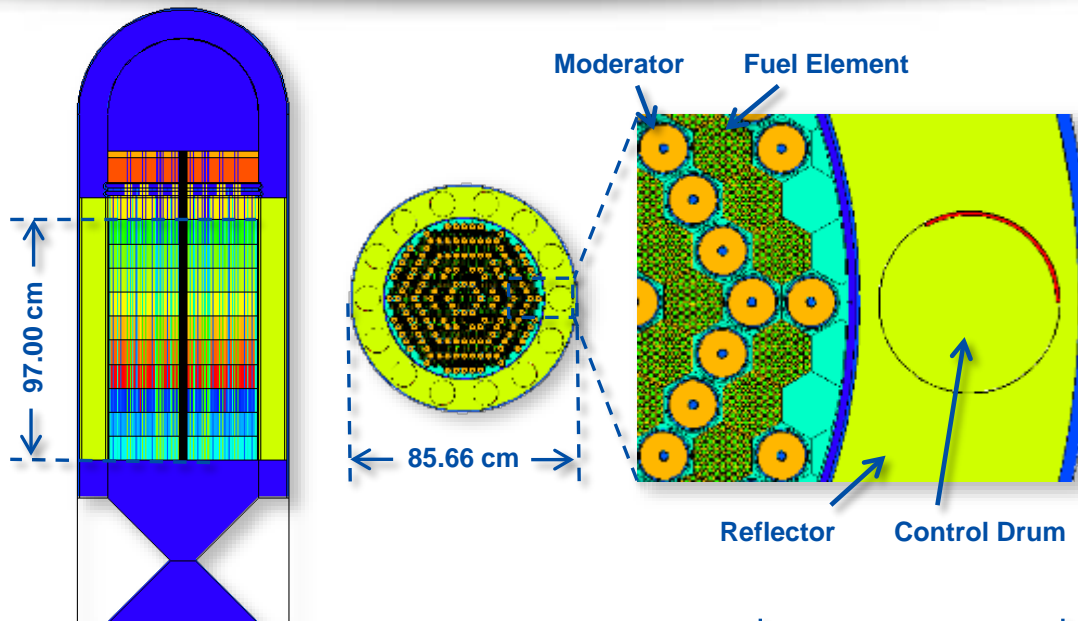 Moderator
Fuel Element
97.00 cm
85.66 cm
Reflector
Control Drum